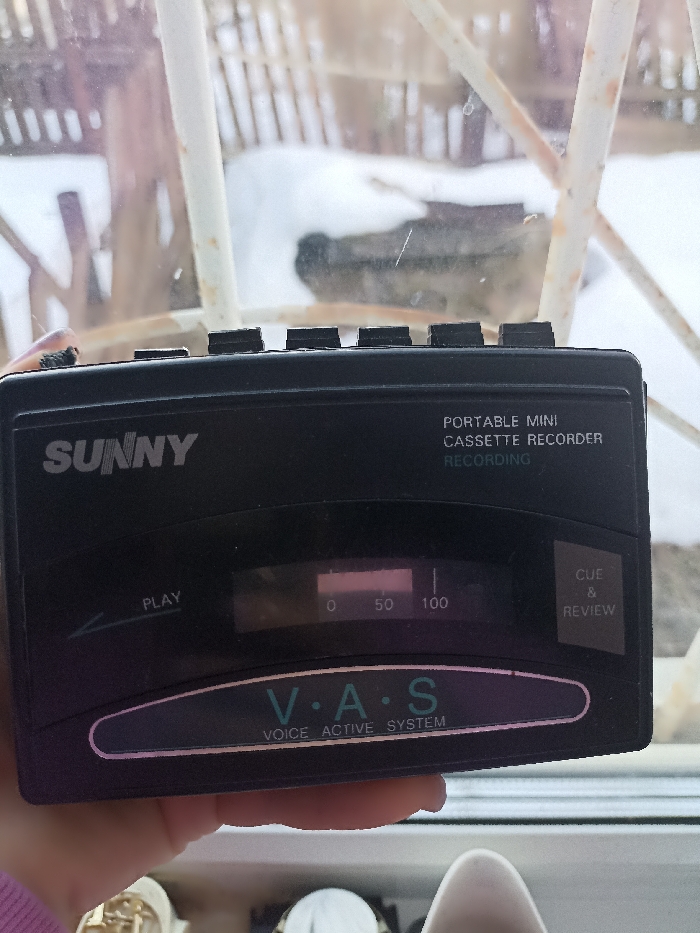 SUNNY
PORTABLE MINI
CASSETTE RECORDER
RECORDING
PLAY
0 50 100
CUE
&
REVIEW
V·A·S
VOICE ACTIVE SYSTEM